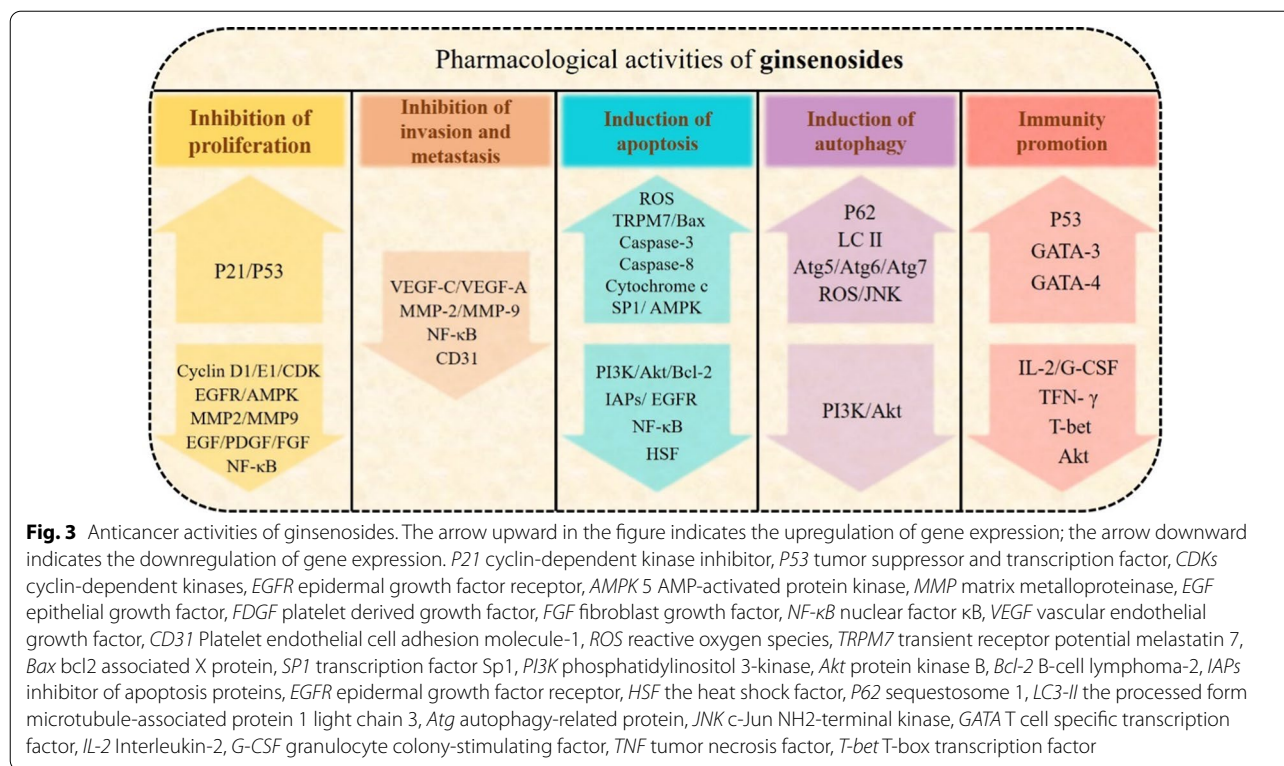 Pharmacological activities of ginsenosides
Inhibition of
proliferation
P21/P53
Cyclin D1/E1/CDK
EGFR/AMPK
MMP2/MMP9
EGF/PDGF/FGF
NF-κB
Inhibition of
invasion and
metastasis
VEGF-C/VEGF-A
MMP-2/MMP-9
NF-κB
CD31
Induction of
apoptosis
ROS
TRPM7/Bax
Caspase-3
Caspase-8
Cytochrome c
SP1/ AMPK
PI3K/Akt/Bcl-2
IAPs/ EGFR
NF-κB
HSF
Induction of
autophagy
P62
LC II
Atg5/Atg6/Atg7
ROS/JNK
PI3K/Akt
Immunity
promotion
P53
GATA-3
GATA-4
IL-2/G-CSF
TFN- γ
T-bet
Akt
Fig. 3 Anticancer activities of ginsenosides. The arrow upward in the figure indicates the upregulation of gene expression; the arrow downward
indicates the downregulation of gene expression. P21 cyclin-dependent kinase inhibitor, P53 tumor suppressor and transcription factor, CDKs
cyclin-dependent kinases, EGFR epidermal growth factor receptor, AMPK 5 AMP-activated protein kinase, MMP matrix metalloproteinase, EGF
epithelial growth factor, FDGF platelet derived growth factor, FGF fibroblast growth factor, NF-κB nuclear factor κB, VEGF vascular endothelial
growth factor, CD31 Platelet endothelial cell adhesion molecule-1, ROS reactive oxygen species, TRPM7 transient receptor potential melastatin 7,
Bax bcl2 associated X protein, SP1 transcription factor Sp1, PI3K phosphatidylinositol 3-kinase, Akt protein kinase B, Bcl-2 B-cell lymphoma-2, IAPs
inhibitor of apoptosis proteins, EGFR epidermal growth factor receptor, HSF the heat shock factor, P62 sequestosome 1, LC3-II the processed form
microtubule-associated protein 1 light chain 3, Atg autophagy-related protein, JNK c-Jun NH2-terminal kinase, GATA T cell specific transcription
factor, IL-2 Interleukin-2, G-CSF granulocyte colony-stimulating factor, TNF tumor necrosis factor, T-bet T-box transcription factor